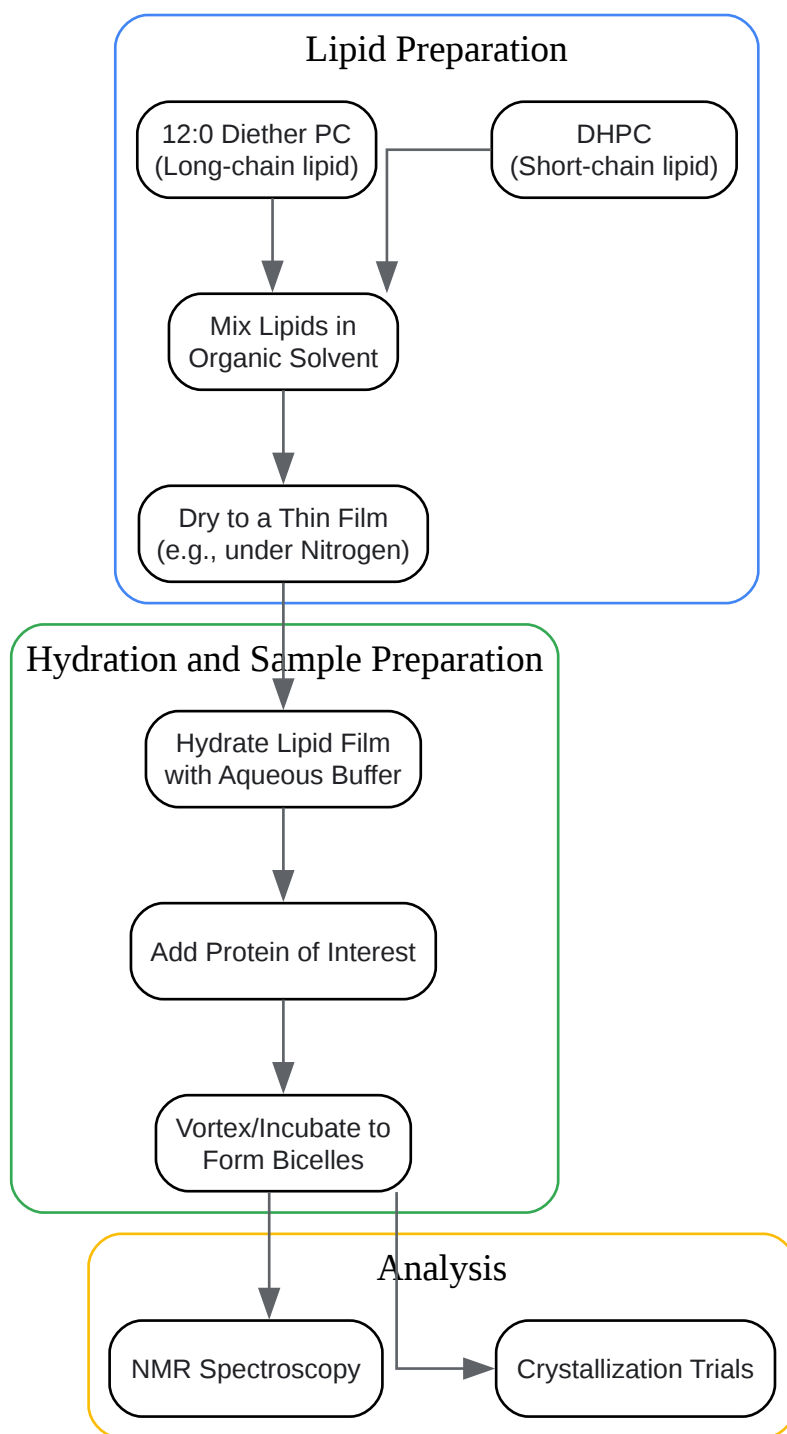 Lipid Preparation
12:0 Diether PC
(Long-chain lipid)
DHPC
(Short-chain lipid)
Mix Lipids in
Organic Solvent
Dry to a Thin Film
(e.g., under Nitrogen)
Hydration and Sample Preparation
Hydrate Lipid Film
with Aqueous Buffer
Add Protein of Interest
Vortex/Incubate to
Form Bicelles
Analysis
NMR Spectroscopy
Crystallization Trials